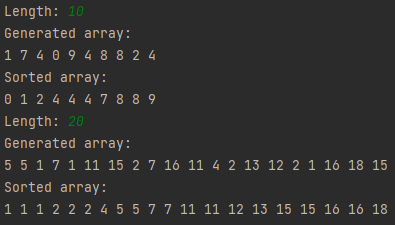 Length: 10
Generated array:
1 7 4 0 9 4 8 8 2 4
Sorted array:
0 1 2 4 4 4 7 8 8 9
Length: 20
Generated array:
5 5 1 7 1 11 15 2 7 16 11 4 2 13 12 2 1 16 18 15
Sorted array:
1 1 1 2 2 2 4 5 5 7 7 11 11 12 13 15 15 16 16 18